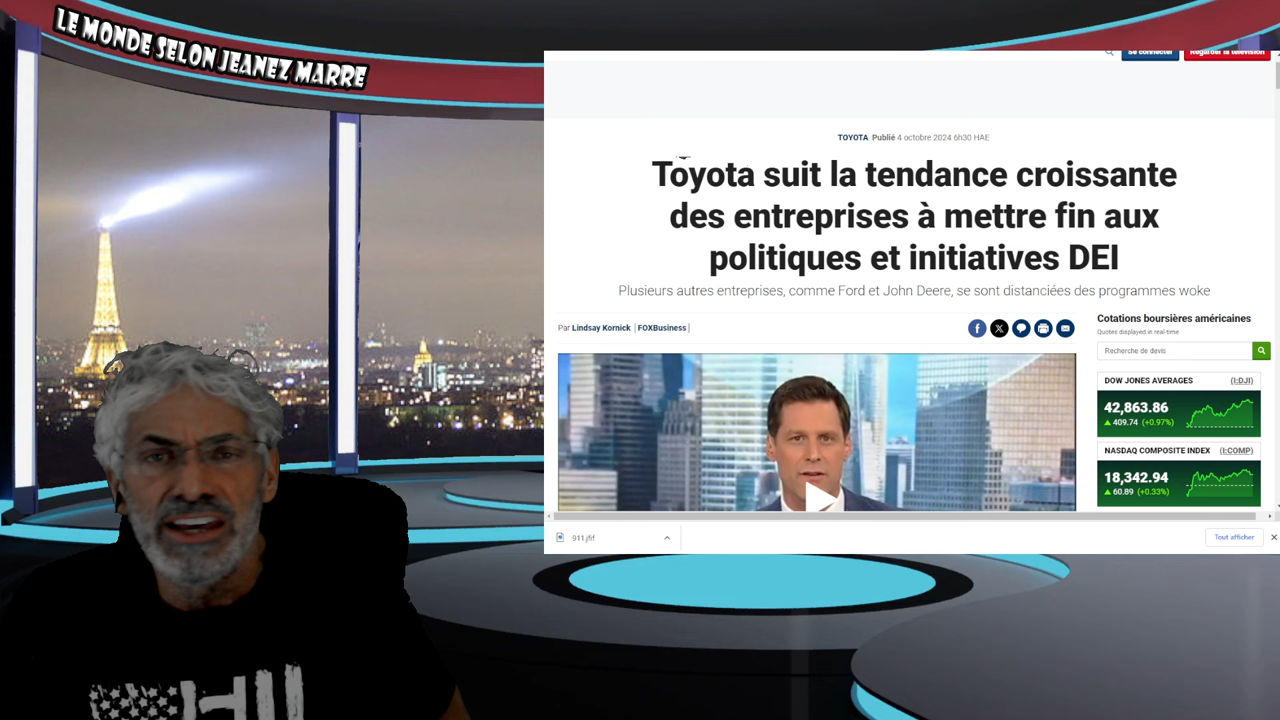 LE MONDE SELON JEANEZ MARRE
Se connecter
Regarder la télévision
TOYOTA Publié 4 octobre 2024 6h30 HAE
Toyota suit la tendance croissante
des entreprises à mettre fin aux
politiques et initiatives DEI
Plusieurs autres entreprises, comme Ford et John Deere, se sont distanciées des programmes woke
Par Lindsay Kornick | FOXBusiness |
Cotations boursières américaines
Quotes displayed in real-time
Recherche de devis
DOW JONES AVERAGES (I:DJI)
42,863.86
409.74 (+0.97%)
NASDAQ COMPOSITE INDEX (I:COMP)
18,342.94
60.89 (+0.33%)
911.jfif
Tout afficher